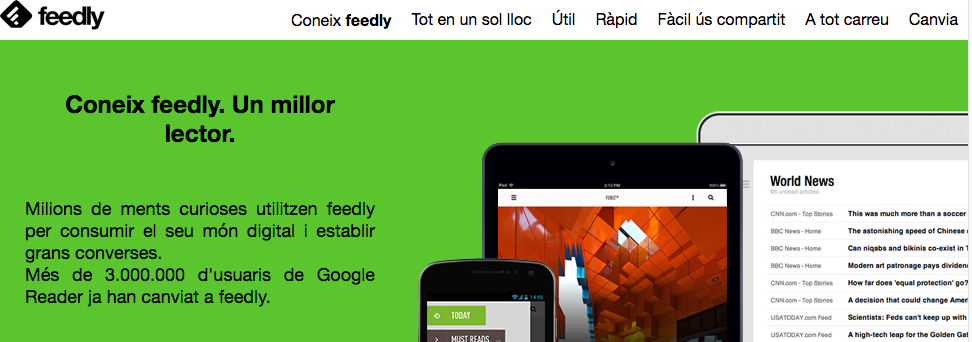 feedly
Coneix feedly Tot en un sol lloc Útil Ràpid Fàcil ús compartit A tot carreu Canvia
Coneix feedly. Un millor
lector.
Milions de ments curioses utilitzen feedly
per consumir el seu món digital i establir
grans converses.
Més de 3.000.000 d'usuaris de Google
Reader ja han canviat a feedly.
iPad
2:13 PM
14:56
TODAY
MUST READS
World News
98 unread articles
CNN.com - Top Stories This was much more than a soccer
BBC News - Home The astonishing speed of Chinese
BBC News - Home Can niqabs and bikinis co-exist in T
BBC News - Home Modern art patronage pays dividend
CNN.com - Top Stories How far does 'equal protection' go?
CNN.com - Top Stories A decision that could change Amer
USATODAY.com Feed Scientists: Feds can't keep up with
USATODAY.com Feed A high-tech leap for the Golden Gat